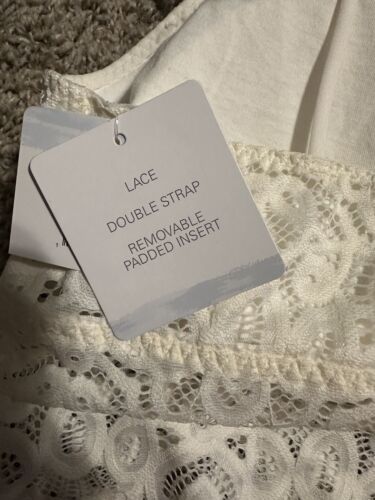 LACE
DOUBLE STRAP
REMOVABLE
PADDED INSERT